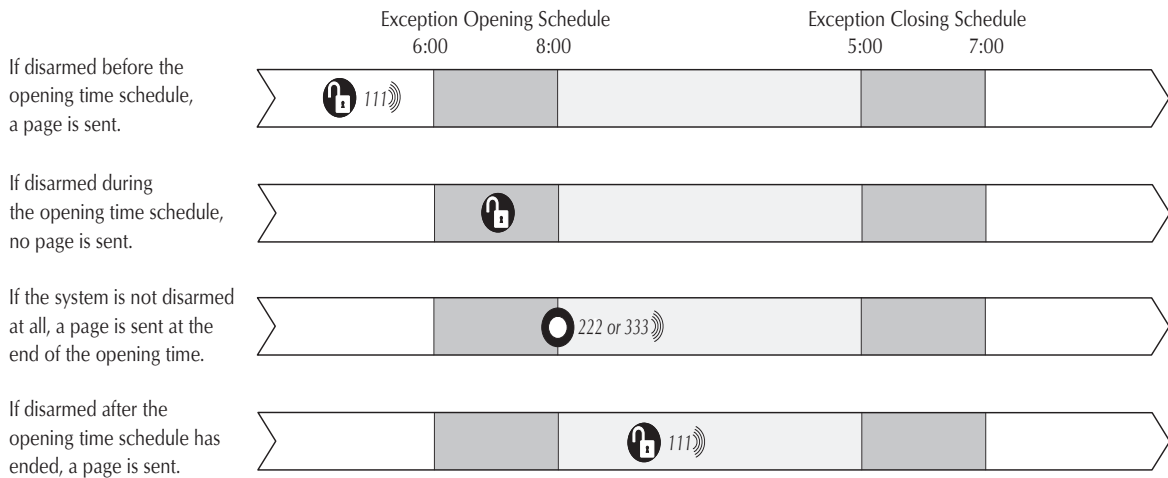 Exception Opening Schedule
Exception Closing Schedule
6:00
8:00
5:00
7:00
If disarmed before the
opening time schedule,
a page is sent.
111
If disarmed during
the opening time schedule,
no page is sent.
If the system is not disarmed
at all, a page is sent at the
end of the opening time.
222 or 333
If disarmed after the
opening time schedule has
ended, a page is sent.
111